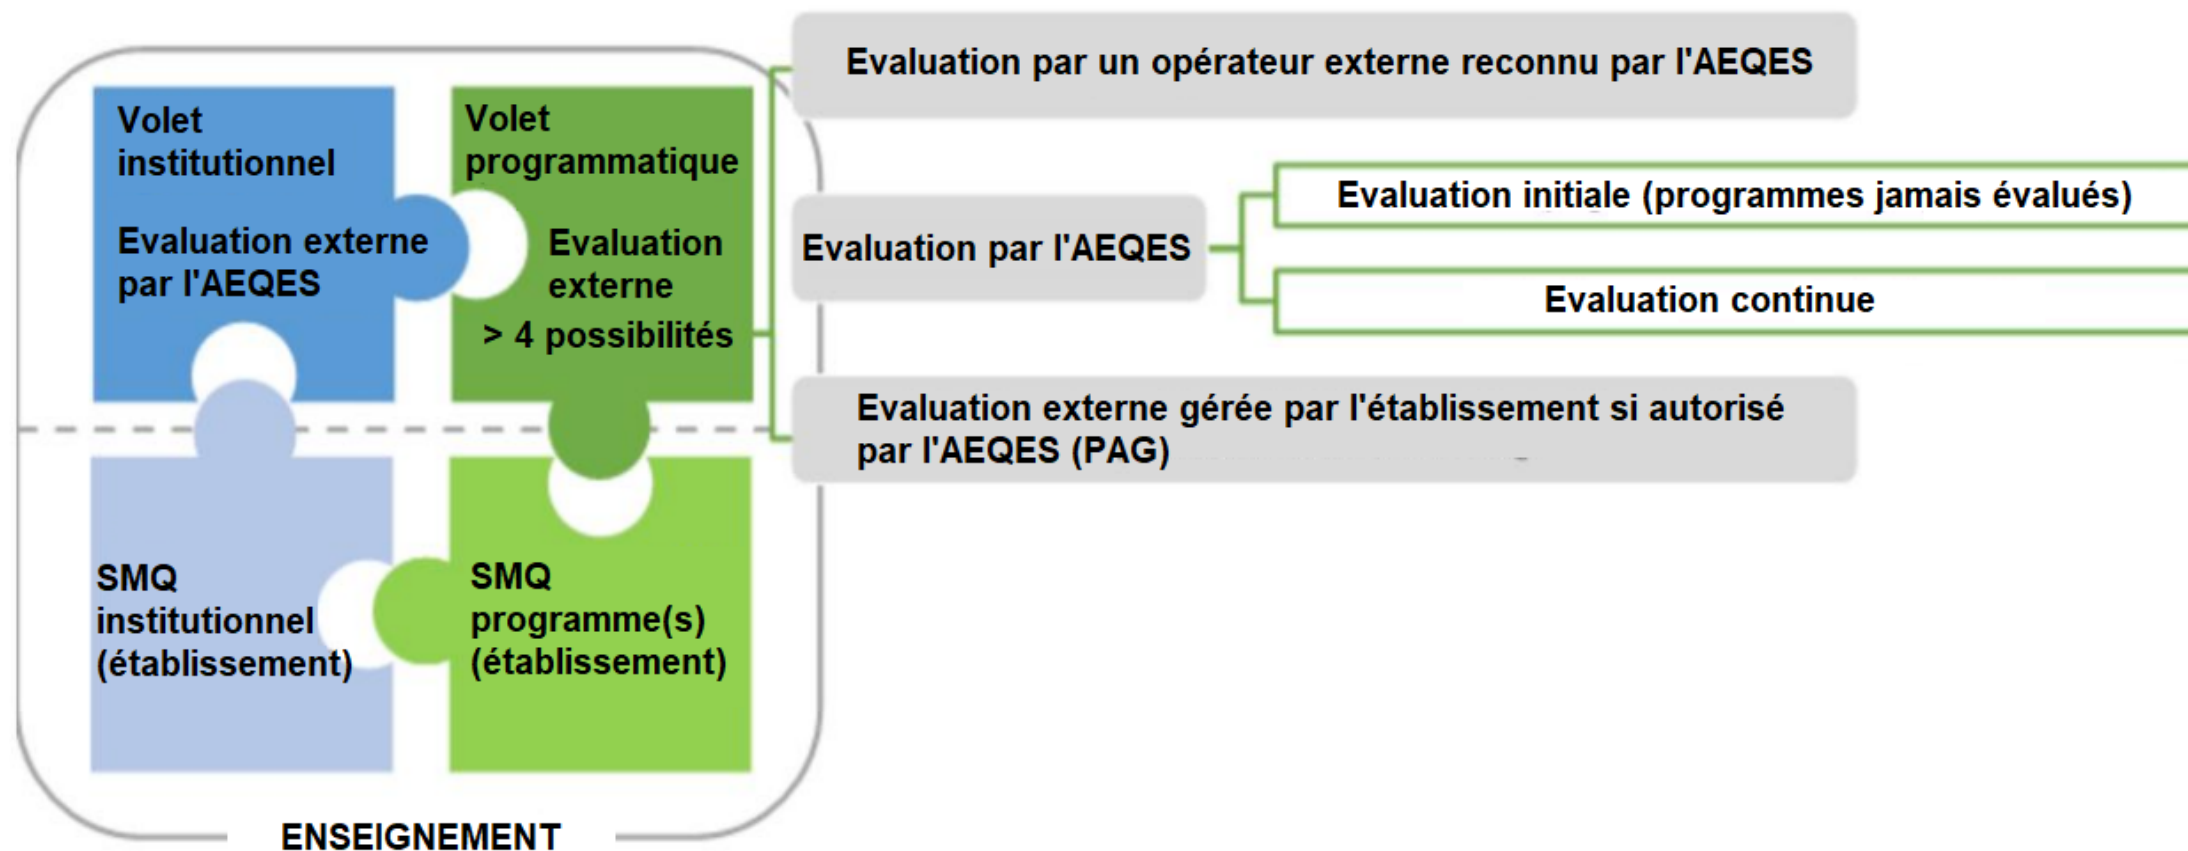 Volet
institutionnel
Evaluation externe
par l'AEQES
Volet
programmatique
Evaluation
externe
> 4 possibilités
SMQ
institutionnel
(établissement)
SMQ
programme(s)
(établissement)
ENSEIGNEMENT
Evaluation par un opérateur externe reconnu par l'AEQES
Evaluation par l'AEQES
Evaluation initiale (programmes jamais évalués)
Evaluation continue
Evaluation externe gérée par l'établissement si autorisé
par l'AEQES (PAG)